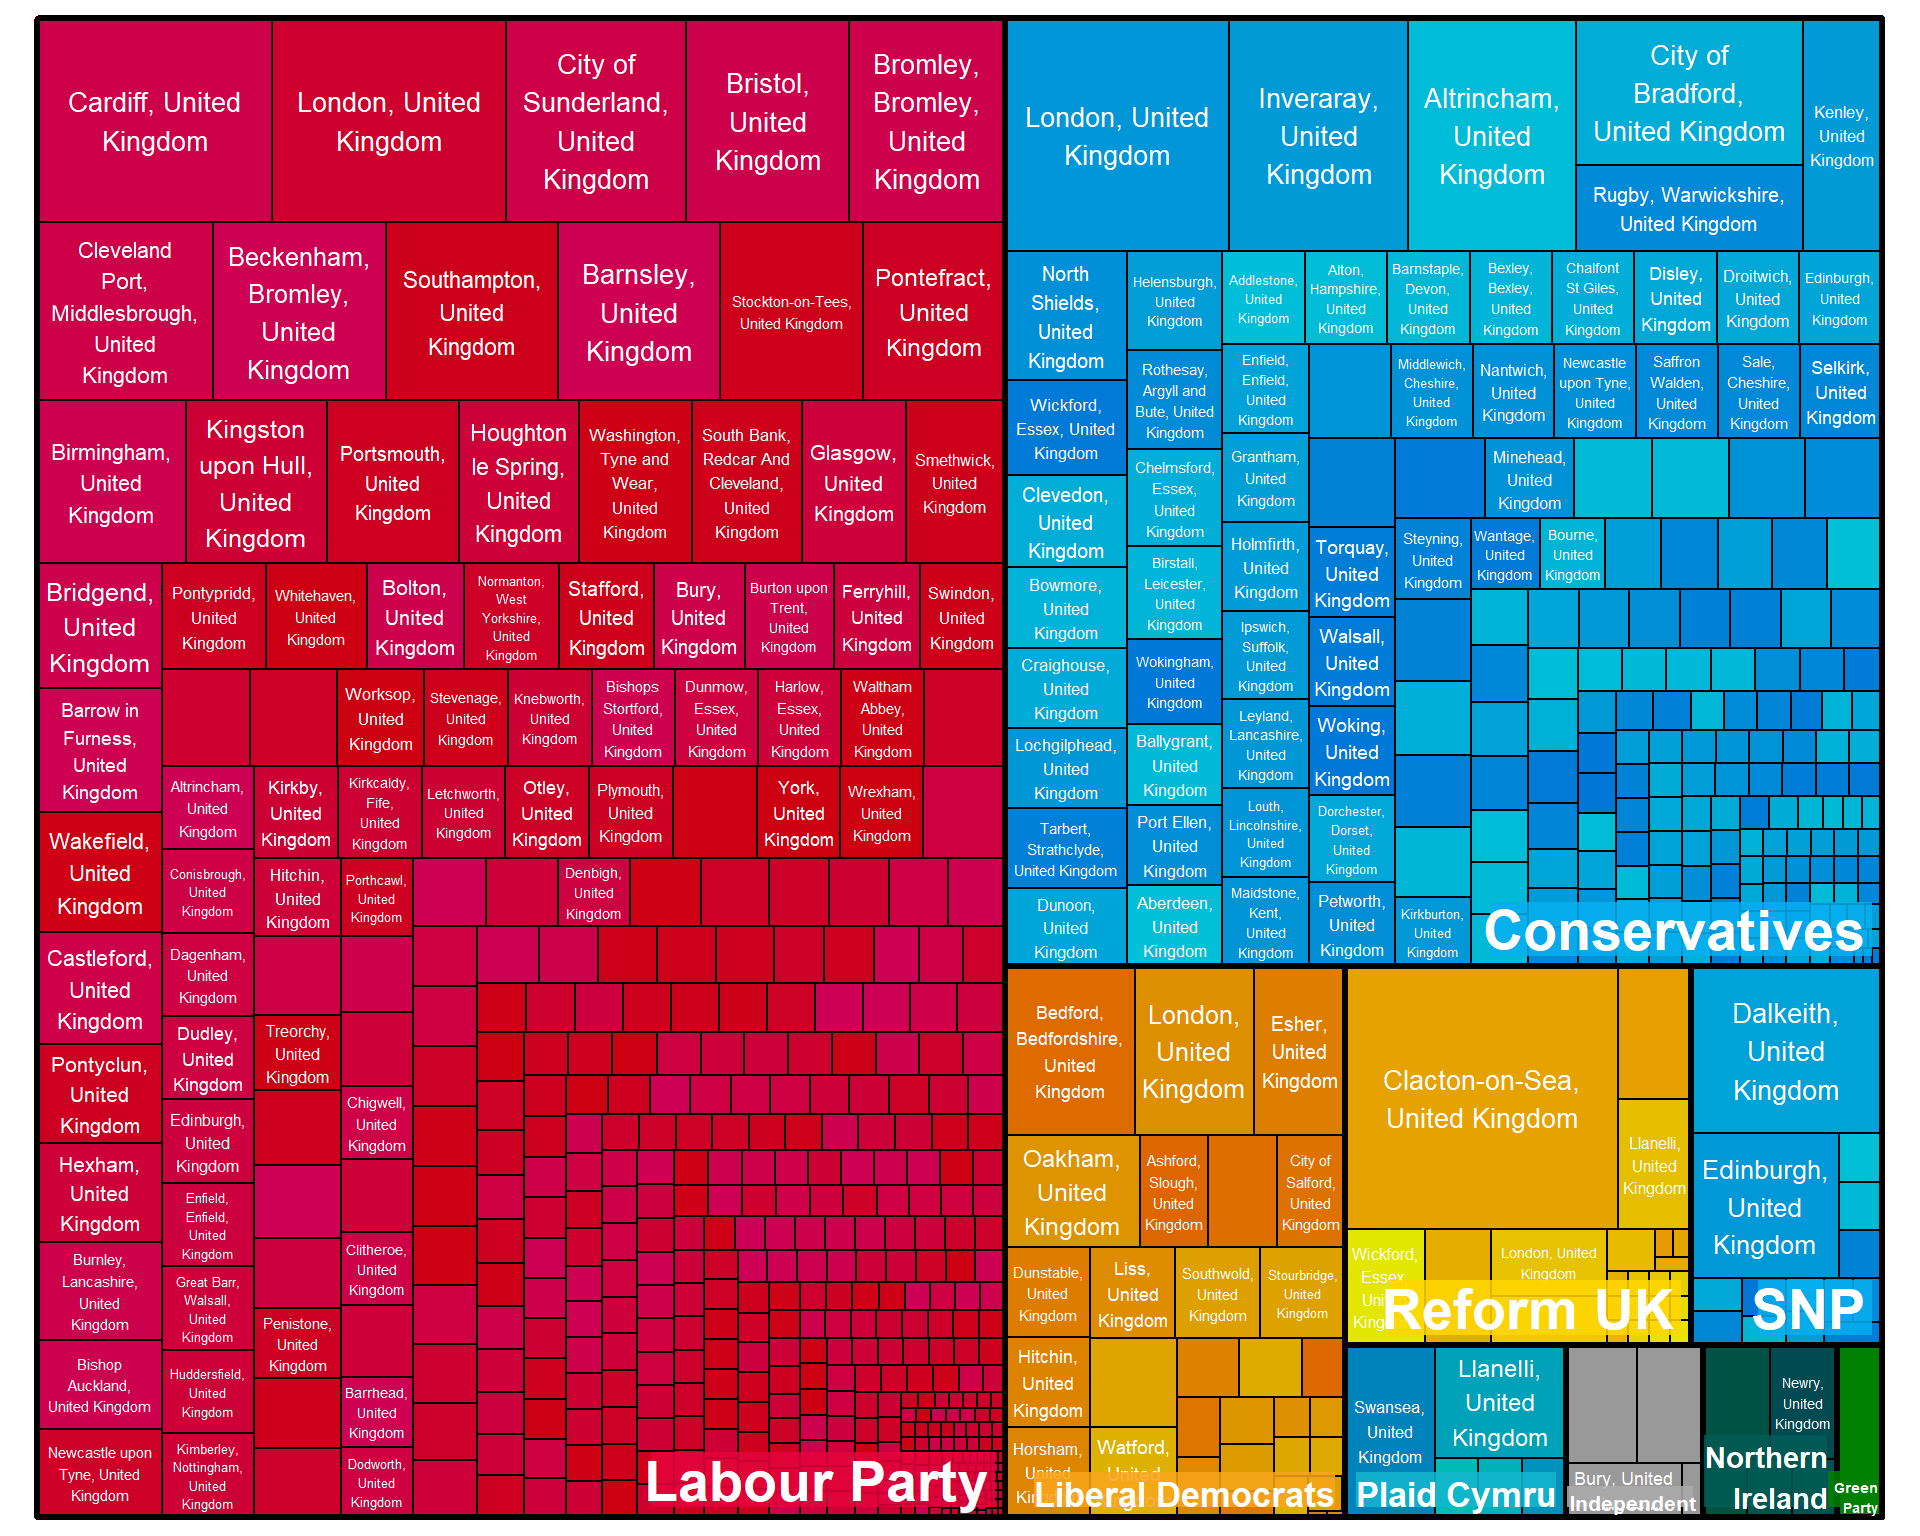 Cardiff, United
Kingdom
London, United
Kingdom
City of
Sunderland,
United
Kingdom
Bristol,
United
Kingdom
Bromley,
Bromley,
United
Kingdom
Cleveland
Port,
Middlesbrough,
United
Kingdom
Beckenham,
Bromley,
United
Kingdom
Southampton,
United
Kingdom
Barnsley,
United
Kingdom
Stockton-on-Tees,
United Kingdom
Pontefract,
United
Kingdom
Birmingham,
United
Kingdom
Kingston
upon Hull,
United
Kingdom
Portsmouth,
United
Kingdom
Houghton
le Spring,
United
Kingdom
Washington,
Tyne and
Wear,
United
Kingdom
South Bank,
Redcar And
Cleveland,
United
Kingdom
Glasgow,
United
Kingdom
Smethwick,
United
Kingdom
Bridgend,
United
Kingdom
Pontypridd,
United
Kingdom
Whitehaven,
United
Kingdom
Bolton,
United
Kingdom
Normanton,
West
Yorkshire,
United
Kingdom
Stafford,
United
Kingdom
Bury,
United
Kingdom
Burton upon
Trent,
United
Kingdom
Ferryhill,
United
Kingdom
Swindon,
United
Kingdom
Barrow in
Furness,
United
Kingdom
Worksop,
United
Kingdom
Stevenage,
United
Kingdom
Knebworth,
United
Kingdom
Bishops
Stortford,
United
Kingdom
Dunmow,
Essex,
United
Kingdom
Harlow,
Essex,
United
Kingdom
Waltham
Abbey,
United
Kingdom
Altrincham,
United
Kingdom
Kirkby,
United
Kingdom
Kirkcaldy,
Fife,
United
Kingdom
Letchworth,
United
Kingdom
Otley,
United
Kingdom
Plymouth,
United
Kingdom
York,
United
Kingdom
Wrexham,
United
Kingdom
Wakefield,
United
Kingdom
Conisbrough,
United
Kingdom
Hitchin,
United
Kingdom
Porthcawl,
United
Kingdom
Denbigh,
United
Kingdom
Castleford,
United
Kingdom
Dagenham,
United
Kingdom
Dudley,
United
Kingdom
Treorchy,
United
Kingdom
Pontyclun,
United
Kingdom
Edinburgh,
United
Kingdom
Chigwell,
United
Kingdom
Hexham,
United
Kingdom
Enfield,
Enfield,
United
Kingdom
Clitheroe,
United
Kingdom
Burnley,
Lancashire,
United
Kingdom
Great Barr,
Walsall,
United
Kingdom
Penistone,
United
Kingdom
Bishop
Auckland,
United Kingdom
Huddersfield,
United
Kingdom
Barrhead,
United
Kingdom
Newcastle upon
Tyne, United
Kingdom
Kimberley,
Nottingham,
United
Kingdom
Dodworth,
United
Kingdom
Labour Party
London, United
Kingdom
Inveraray,
United
Kingdom
Altrincham,
United
Kingdom
City of
Bradford,
United Kingdom
Rugby, Warwickshire,
United Kingdom
Kenley,
United
Kingdom
North
Shields,
United
Kingdom
Helensburgh,
United
Kingdom
Addlestone,
United
Kingdom
Alton,
Hampshire,
United
Kingdom
Barnstaple,
Devon,
United
Kingdom
Bexley,
Bexley,
United
Kingdom
Chalfont
St Giles,
United
Kingdom
Disley,
United
Kingdom
Droitwich,
United
Kingdom
Edinburgh,
United
Kingdom
Rothesay,
Argyll and
Bute, United
Kingdom
Enfield,
Enfield,
United
Kingdom
Middlewich,
Cheshire,
United
Kingdom
Nantwich,
United
Kingdom
Newcastle
upon Tyne,
United
Kingdom
Saffron
Walden,
United
Kingdom
Sale,
Cheshire,
United
Kingdom
Selkirk,
United
Kingdom
Wickford,
Essex, United
Kingdom
Chelmsford,
Essex,
United
Kingdom
Grantham,
United
Kingdom
Minehead,
United
Kingdom
Clevedon,
United
Kingdom
Birstall,
Leicester,
United
Kingdom
Holmfirth,
United
Kingdom
Torquay,
United
Kingdom
Steyning,
United
Kingdom
Wantage,
United
Kingdom
Bourne,
United
Kingdom
Bowmore,
United
Kingdom
Wokingham,
United
Kingdom
Ipswich,
Suffolk,
United
Kingdom
Walsall,
United
Kingdom
Craighouse,
United
Kingdom
Ballygrant,
United
Kingdom
Leyland,
Lancashire,
United
Kingdom
Woking,
United
Kingdom
Lochgilphead,
United
Kingdom
Port Ellen,
United
Kingdom
Louth,
Lincolnshire,
United
Kingdom
Dorchester,
Dorset,
United
Kingdom
Tarbert,
Strathclyde,
United Kingdom
Aberdeen,
United
Kingdom
Maidstone,
Kent,
United
Kingdom
Petworth,
United
Kingdom
Kirkburton,
United
Kingdom
Dunoon,
United
Kingdom
Conservatives
Bedford,
Bedfordshire,
United
Kingdom
London,
United
Kingdom
Esher,
United
Kingdom
Oakham,
United
Kingdom
Ashford,
Slough,
United
Kingdom
City of
Salford,
United
Kingdom
Dunstable,
United
Kingdom
Liss,
United
Kingdom
Southwold,
United
Kingdom
Stourbridge,
United
Kingdom
Hitchin,
United
Kingdom
Horsham,
United
Watford,
United
Liberal Democrats
Clacton-on-Sea,
United Kingdom
Llanelli,
United
Kingdom
Wickford,
Essex
London, United
Kingdom
Reform UK
Dalkeith,
United
Kingdom
Edinburgh,
United
Kingdom
SNP
Swansea,
United
Kingdom
Llanelli,
United
Kingdom
Plaid Cymru
Bury, United
Independent
Newry,
United
Kingdom
Northern
Ireland
Green
Party